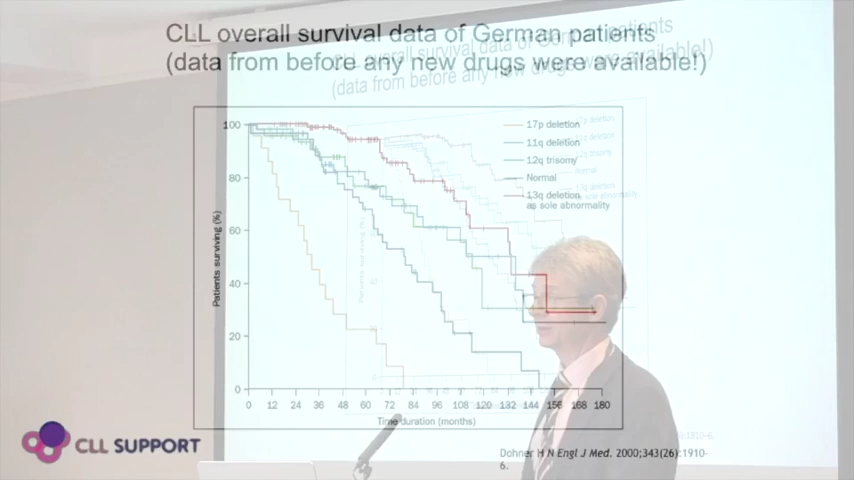 CLL overall survival data of German patients
(data from before any new drugs were available!)
100
80
60
40
20
0
Patients surviving (%)
17p deletion
11q deletion
12q trisomy
Normal
13q deletion
as sole abnormality
0 12 24 36 48 60 72 84 96 108 120 132 144 156 168 180
Time duration (months)
CLL SUPPORT
Dohner H N Engl J Med. 2000;343(26):1910-
6.